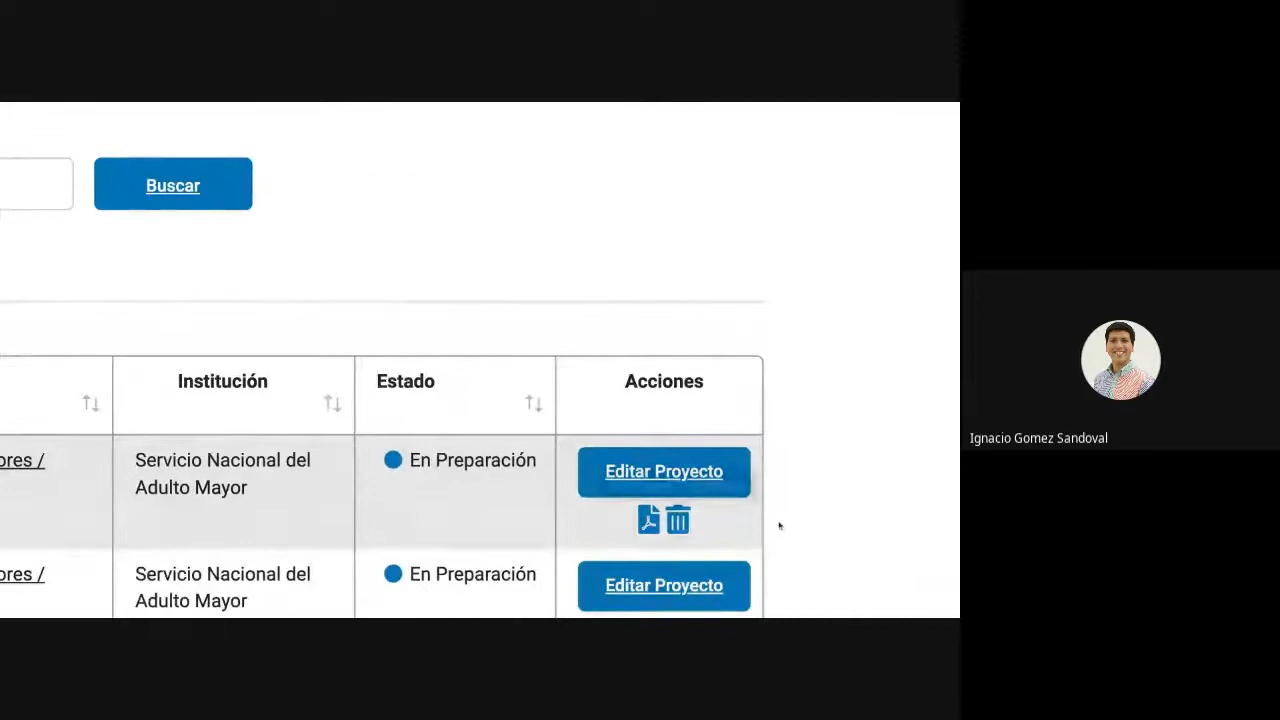 Buscar
Institución
Estado
Acciones
ores /
Servicio Nacional del
Adulto Mayor
En Preparación
Editar Proyecto
ores /
Servicio Nacional del
Adulto Mayor
En Preparación
Editar Proyecto
Ignacio Gomez Sandoval